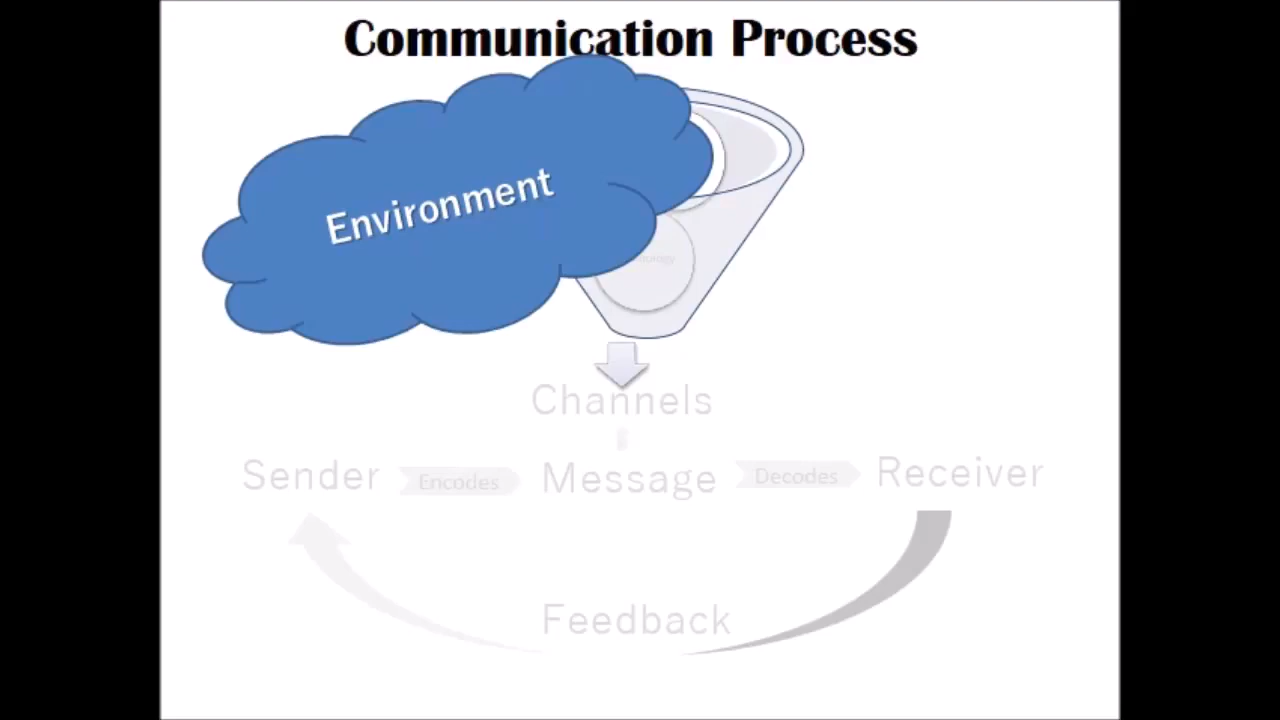 Communication Process
Environment
Channels
Sender Encodes Message Decodes Receiver
Feedback